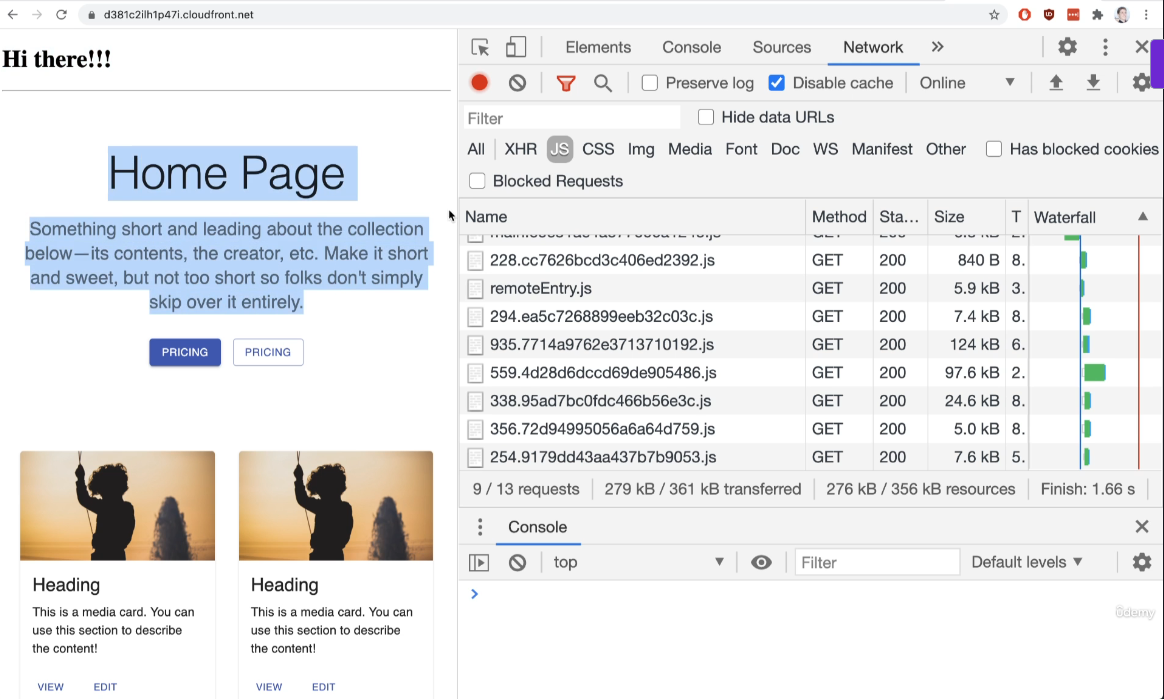 d381c2ilh1p47i.cloudfront.net
Hi there!!!
Home Page
Something short and leading about the collection
below—its contents, the creator, etc. Make it short
and sweet, but not too short so folks don't simply
skip over it entirely.
PRICING PRICING
Heading
This is a media card. You can
use this section to describe
the content!
VIEW EDIT
Heading
This is a media card. You can
use this section to describe
the content!
VIEW EDIT
Elements Console Sources Network »
Preserve log Disable cache Online
Filter Hide data URLs
All XHR JS CSS Img Media Font Doc WS Manifest Other Has blocked cookies
Blocked Requests
Name Method Sta... Size T Waterfall
228.cc7626bcd3c406ed2392.js GET 200 840 B 8.
remoteEntry.js GET 200 5.9 kB 3.
294.ea5c7268899eeb32c03c.js GET 200 7.4 kB 8.
935.7714a9762e3713710192.js GET 200 124 kB 6.
559.4d28d6dccd69de905486.js GET 200 97.6 kB 2.
338.95ad7bc0fdc466b56e3c.js GET 200 24.6 kB 8.
356.72d94995056a6a64d759.js GET 200 5.0 kB 8.
254.9179dd43aa437b7b9053.js GET 200 7.6 kB 5.
9 / 13 requests 279 kB / 361 kB transferred 276 kB / 356 kB resources Finish: 1.66 s
Console
top Filter Default levels
ûdemy